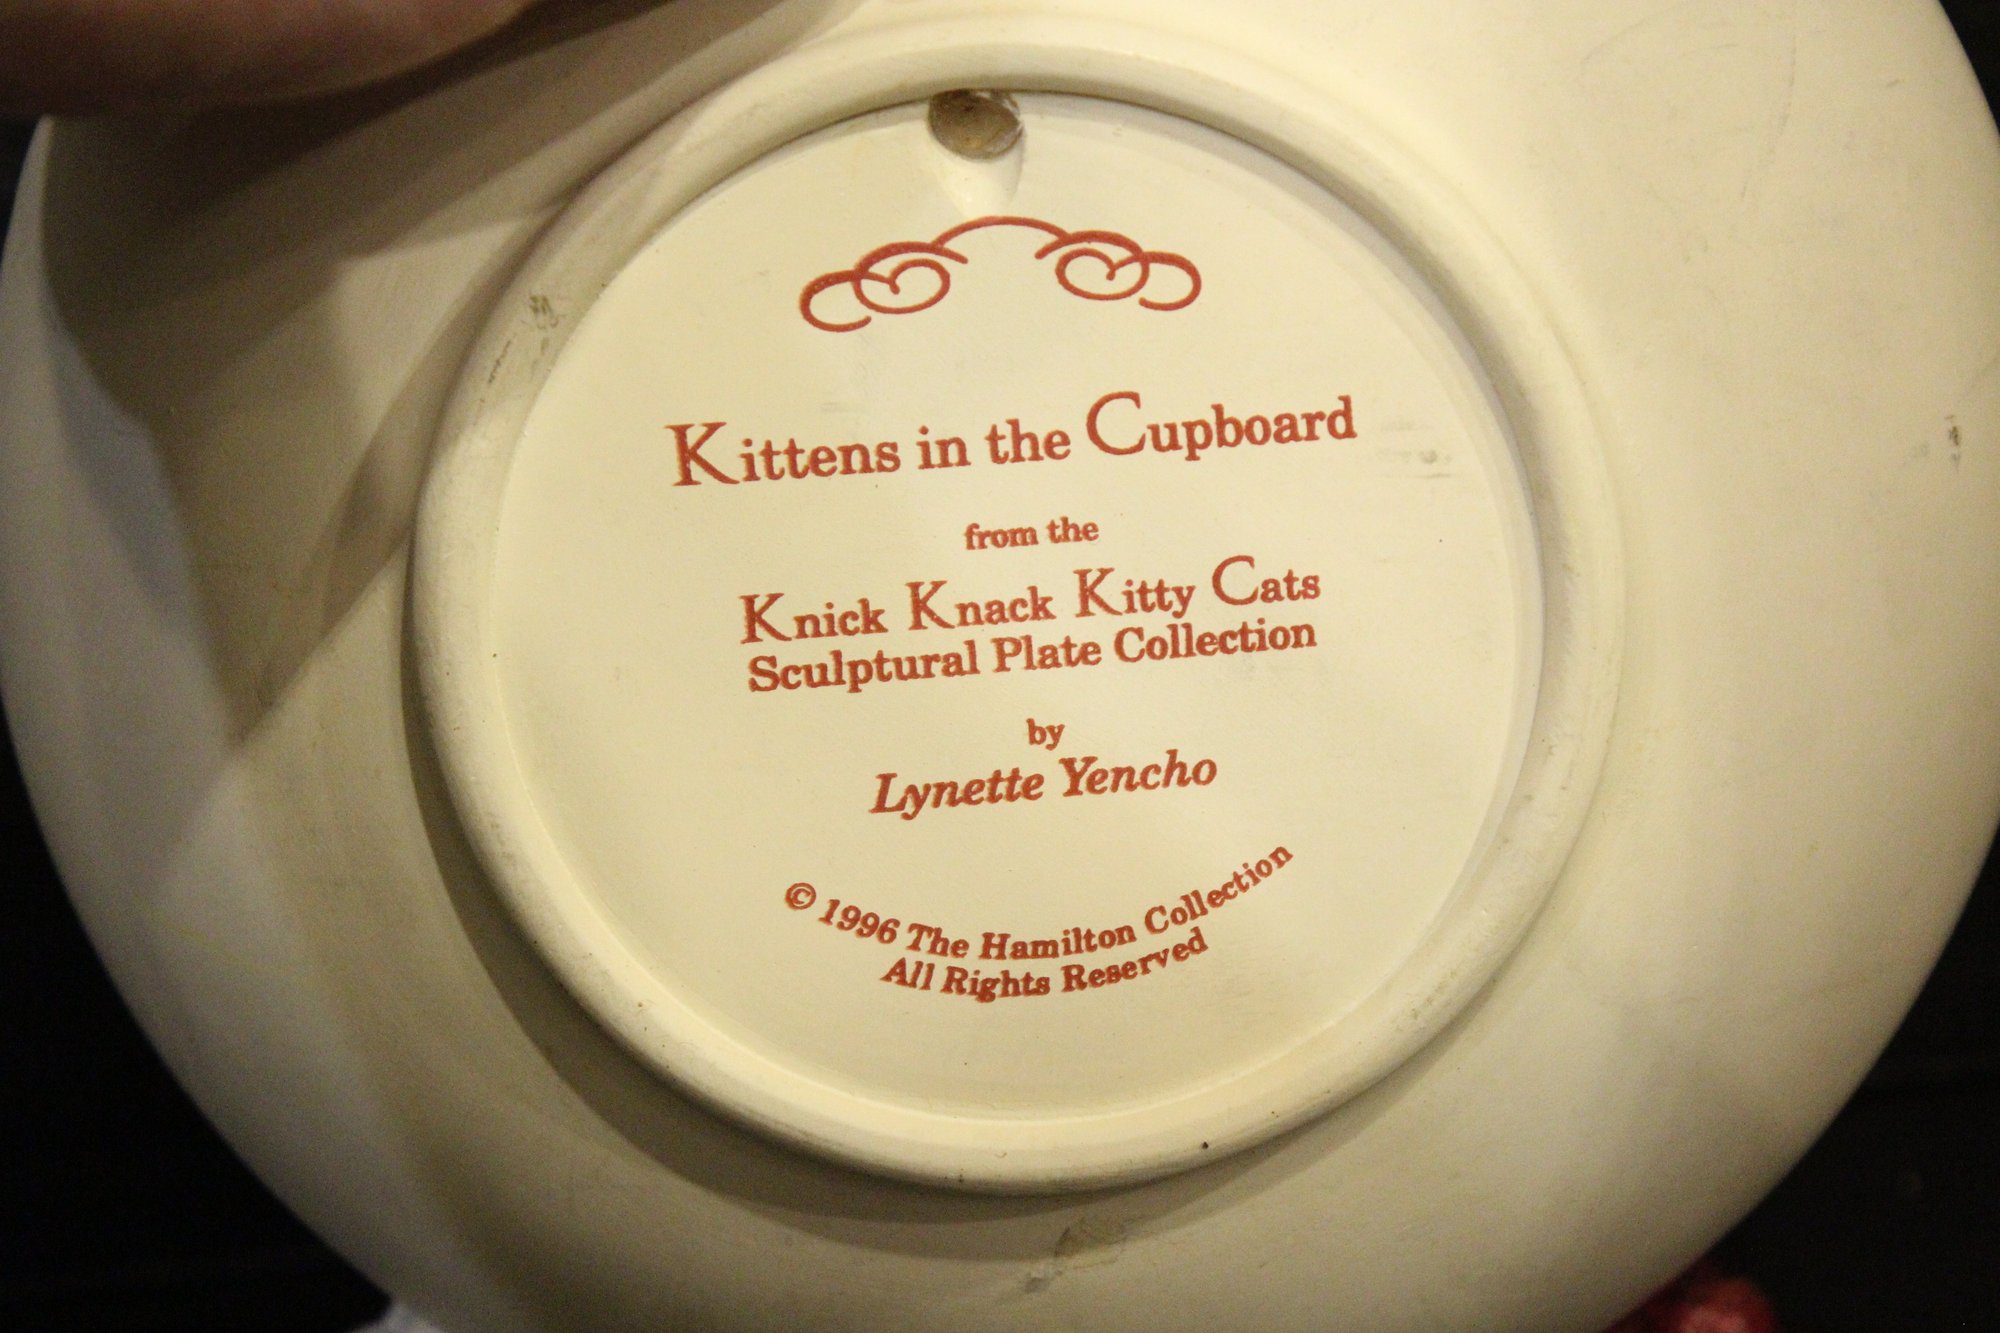 Kittens in the Cupboard
from the
Knick Knack Kitty Cats
Sculptural Plate Collection
by
Lynette Yencho
© 1996 The Hamilton Collection
All Rights Reserved